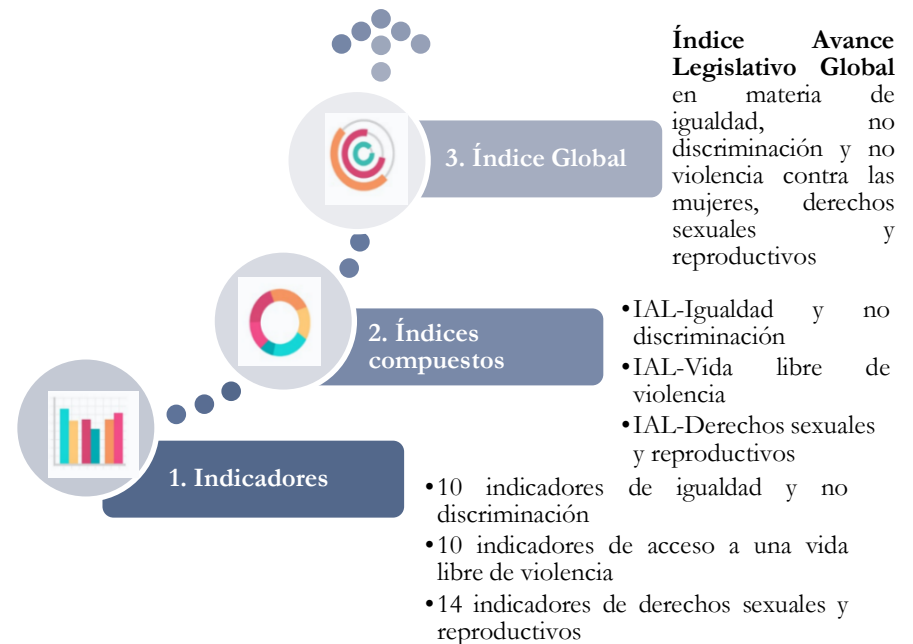 Índice Avance
Legislativo Global
en materia de
igualdad, no
discriminación y no
violencia contra las
mujeres, derechos
sexuales y
reproductivos
3. Índice Global
2. Índices
compuestos
•IAL-Igualdad y no
discriminación
•IAL-Vida libre de
violencia
•IAL-Derechos sexuales
y reproductivos
1. Indicadores
•10 indicadores de igualdad y no
discriminación
•10 indicadores de acceso a una vida
libre de violencia
•14 indicadores de derechos sexuales y
reproductivos